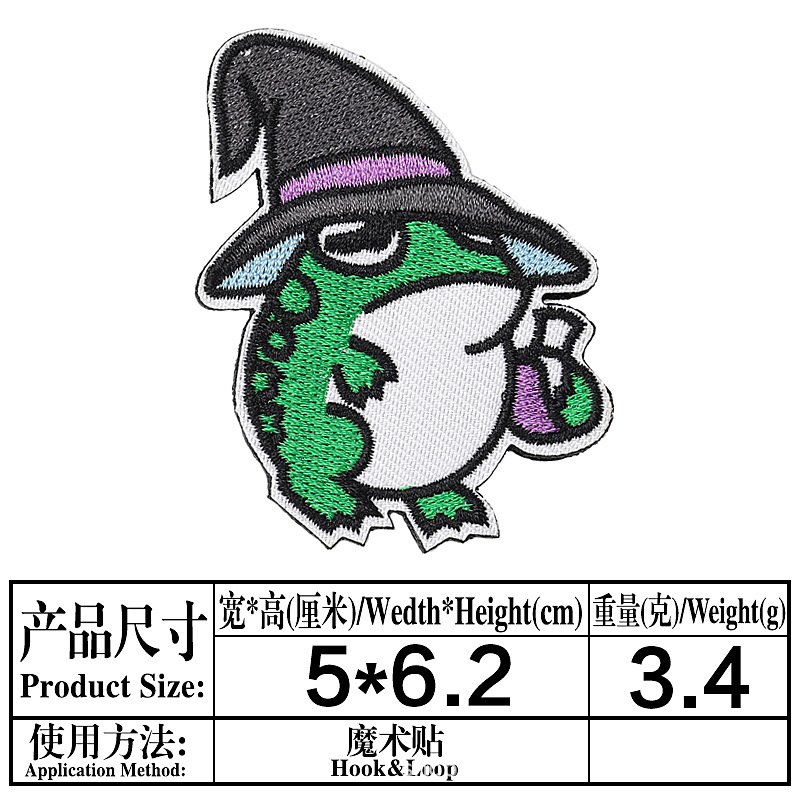 产品尺寸
Product Size:
宽*高(厘米)/Wedth*Height(cm)
重量(克)/Weight(g)
5*6.2
3.4
使用方法:
Application Method:
魔术贴
Hook&Loop